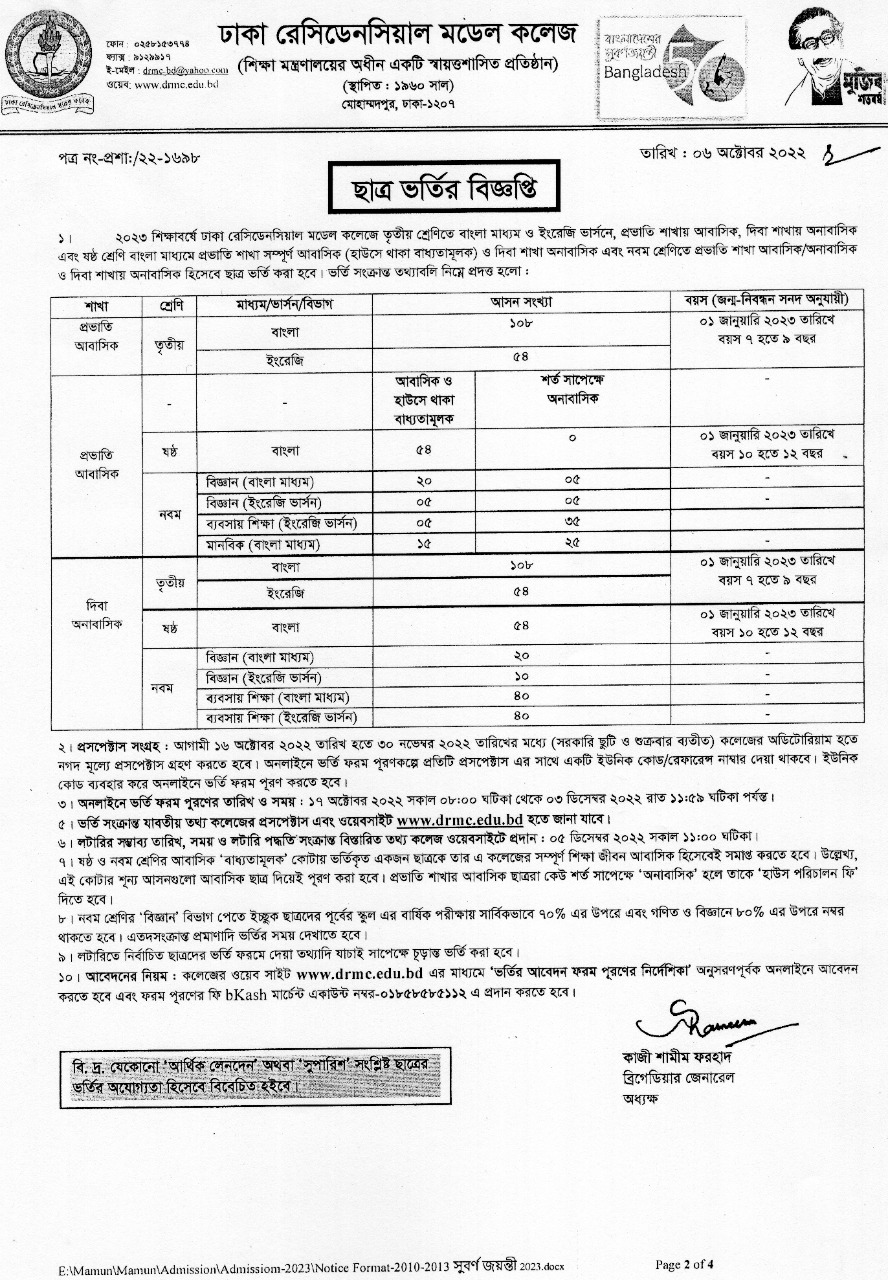 ঢাকা রেসিডেনসিয়াল মডেল কলেজ
(শিক্ষা মন্ত্রণালয়ের অধীন একটি স্বায়ত্তশাসিত প্রতিষ্ঠান)
(স্থাপিত : ১৯৬০ সাল)
মোহাম্মদপুর, ঢাকা-১২০৭
ফোন : ০২৫৮১৫৩৭৭৪
ফ্যাক্স : ৯১২৯৯১৭
ই-মেইল : drmc_bd@yahoo.com
ওয়েব: www.drmc.edu.bd
বাংলাদেশের
সুবর্ণজয়ন্তী
Bangladesh 50
মুজিব
শতবর্ষ
পত্র নং-প্রশা:/২২-১৬৯৮
তারিখ : ০৬ অক্টোবর ২০২২
ছাত্র ভর্তির বিজ্ঞপ্তি
১। ২০২৩ শিক্ষাবর্ষে ঢাকা রেসিডেনসিয়াল মডেল কলেজে তৃতীয় শ্রেণিতে বাংলা মাধ্যম ও ইংরেজি ভার্সনে, প্রভাতি শাখায় আবাসিক, দিবা শাখায় অনাবাসিক
এবং ষষ্ঠ শ্রেণি বাংলা মাধ্যমে প্রভাতি শাখা সম্পূর্ণ আবাসিক (হাউসে থাকা বাধ্যতামূলক) ও দিবা শাখা অনাবাসিক এবং নবম শ্রেণিতে প্রভাতি শাখা আবাসিক/অনাবাসিক
ও দিবা শাখায় অনাবাসিক হিসেবে ছাত্র ভর্তি করা হবে। ভর্তি সংক্রান্ত তথ্যাবলি নিম্নে প্রদত্ত হলো :
শাখা শ্রেণি মাধ্যম/ভার্সন/বিভাগ আসন সংখ্যা বয়স (জন্ম-নিবন্ধন সনদ অনুযায়ী)
প্রভাতি
আবাসিক
তৃতীয়
বাংলা ১০৮
ইংরেজি ৫৪
০১ জানুয়ারি ২০২৩ তারিখে
বয়স ৭ হতে ৯ বছর
প্রভাতি
আবাসিক
- -
আবাসিক ও
হাউসে থাকা
বাধ্যতামূলক
শর্ত সাপেক্ষে
অনাবাসিক
-
ষষ্ঠ বাংলা ৫৪ ০
০১ জানুয়ারি ২০২৩ তারিখে
বয়স ১০ হতে ১২ বছর
নবম
বিজ্ঞান (বাংলা মাধ্যম) ২০ ০৫ -
বিজ্ঞান (ইংরেজি ভার্সন) ০৫ ০৫ -
ব্যবসায় শিক্ষা (ইংরেজি ভার্সন) ০৫ ৩৫
মানবিক (বাংলা মাধ্যম) ১৫ ২৫ -
দিবা
অনাবাসিক
তৃতীয়
বাংলা ১০৮
ইংরেজি ৫৪
০১ জানুয়ারি ২০২৩ তারিখে
বয়স ৭ হতে ৯ বছর
ষষ্ঠ বাংলা ৫৪
০১ জানুয়ারি ২০২৩ তারিখে
বয়স ১০ হতে ১২ বছর
নবম
বিজ্ঞান (বাংলা মাধ্যম) ২০ -
বিজ্ঞান (ইংরেজি ভার্সন) ১০ -
ব্যবসায় শিক্ষা (বাংলা মাধ্যম) ৪০ -
ব্যবসায় শিক্ষা (ইংরেজি ভার্সন) ৪০ -
২। প্রসপেক্টাস সংগ্রহ : আগামী ১৬ অক্টোবর ২০২২ তারিখ হতে ৩০ নভেম্বর ২০২২ তারিখের মধ্যে (সরকারি ছুটি ও শুক্রবার ব্যতীত) কলেজের অডিটোরিয়াম হতে
নগদ মূল্যে প্রসপেক্টাস গ্রহণ করতে হবে। অনলাইনে ভর্তি ফরম পূরণকল্পে প্রতিটি প্রসপেক্টাস এর সাথে একটি ইউনিক কোড/রেফারেন্স নাম্বার দেয়া থাকবে। ইউনিক
কোড ব্যবহার করে অনলাইনে ভর্তি ফরম পূরণ করতে হবে।
৩। অনলাইনে ভর্তি ফরম পূরণের তারিখ ও সময় : ১৭ অক্টোবর ২০২২ সকাল ০৮:০০ ঘটিকা থেকে ০৩ ডিসেম্বর ২০২২ রাত ১১:৫৯ ঘটিকা পর্যন্ত।
৫। ভর্তি সংক্রান্ত যাবতীয় তথ্য কলেজের প্রসপেক্টাস এবং ওয়েবসাইট www.drmc.edu.bd হতে জানা যাবে।
৬। লটারির সম্ভাব্য তারিখ, সময় ও লটারি পদ্ধতি সংক্রান্ত বিস্তারিত তথ্য কলেজ ওয়েবসাইটে প্রদান : ০৫ ডিসেম্বর ২০২২ সকাল ১১:০০ ঘটিকা।
৭। ষষ্ঠ ও নবম শ্রেণির আবাসিক 'বাধ্যতামূলক' কোটায় ভর্তিকৃত একজন ছাত্রকে তার এ কলেজের সম্পূর্ণ শিক্ষা জীবন আবাসিক হিসেবেই সমাপ্ত করতে হবে। উল্লেখ্য,
এই কোটার শূন্য আসনগুলো আবাসিক ছাত্র দিয়েই পূরণ করা হবে। প্রভাতি শাখার আবাসিক ছাত্ররা কেউ শর্ত সাপেক্ষে 'অনাবাসিক' হলে তাকে 'হাউস পরিচালন ফি'
দিতে হবে।
৮। নবম শ্রেণির 'বিজ্ঞান' বিভাগ পেতে ইচ্ছুক ছাত্রদের পূর্বের স্কুল এর বার্ষিক পরীক্ষায় সার্বিকভাবে ৭০% এর উপরে এবং গণিত ও বিজ্ঞানে ৮০% এর উপরে নম্বর
থাকতে হবে। এতদসংক্রান্ত প্রমাণাদি ভর্তির সময় দেখাতে হবে।
৯। লটারিতে নির্বাচিত ছাত্রদের ভর্তি ফরমে দেয়া তথ্যাদি যাচাই সাপেক্ষে চূড়ান্ত ভর্তি করা হবে।
১০। আবেদনের নিয়ম : কলেজের ওয়েব সাইট www.drmc.edu.bd এর মাধ্যমে 'ভর্তির আবেদন ফরম পূরণের নির্দেশিকা' অনুসরণপূর্বক অনলাইনে আবেদন
করতে হবে এবং ফরম পূরণের ফি bKash মার্চেন্ট একাউন্ট নম্বর-০১৮৫৮৫৮৫১১২ এ প্রদান করতে হবে।
কাজী শামীম ফরহাদ
ব্রিগেডিয়ার জেনারেল
অধ্যক্ষ
বি. দ্র. যেকোনো 'আর্থিক লেনদেন' অথবা 'সুপারিশ' সংশ্লিষ্ট ছাত্রের
ভর্তির অযোগ্যতা হিসেবে বিবেচিত হইবে।
E:\Mamun\Mamun\Admission\Admissiom-2023\Notice Format-2010-2013 সুবর্ণ জয়ন্তী 2023.docx
Page 2 of 4